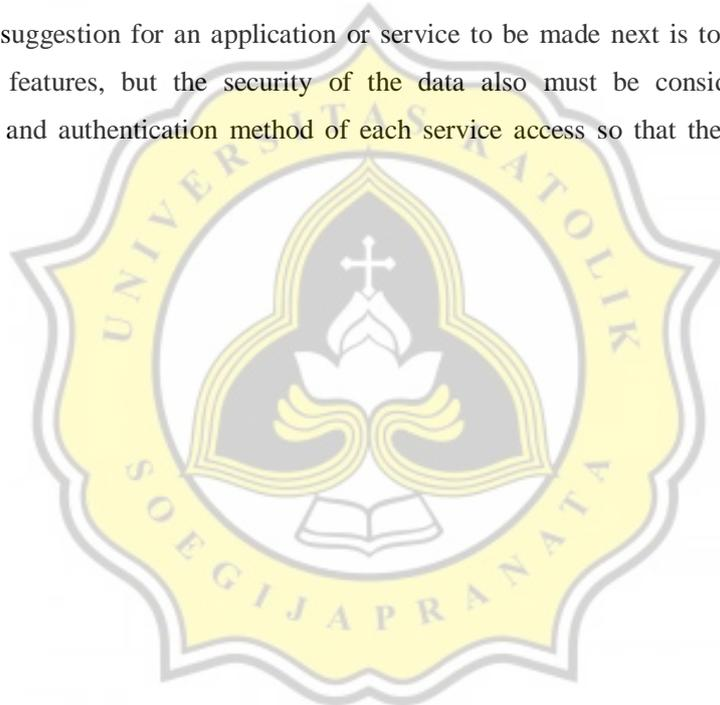 suggestion for an application or service to be made next is to
features, but the security of the data also must be
and authentication method of each service access so that the
UNIVERSITAS KATOLIK
SOEGIJAPRANATA